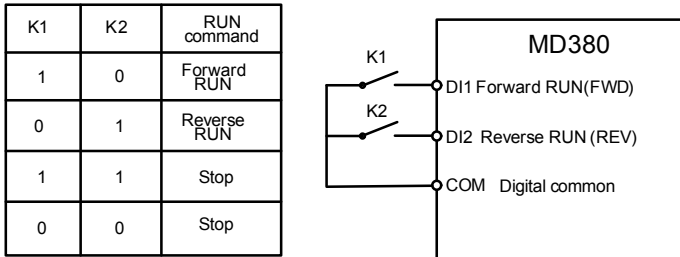 K1 K2 RUN
command
1 0 Forward
RUN
0 1 Reverse
RUN
1 1 Stop
0 0 Stop
MD380
K1
DI1 Forward RUN(FWD)
K2
DI2 Reverse RUN (REV)
COM Digital common